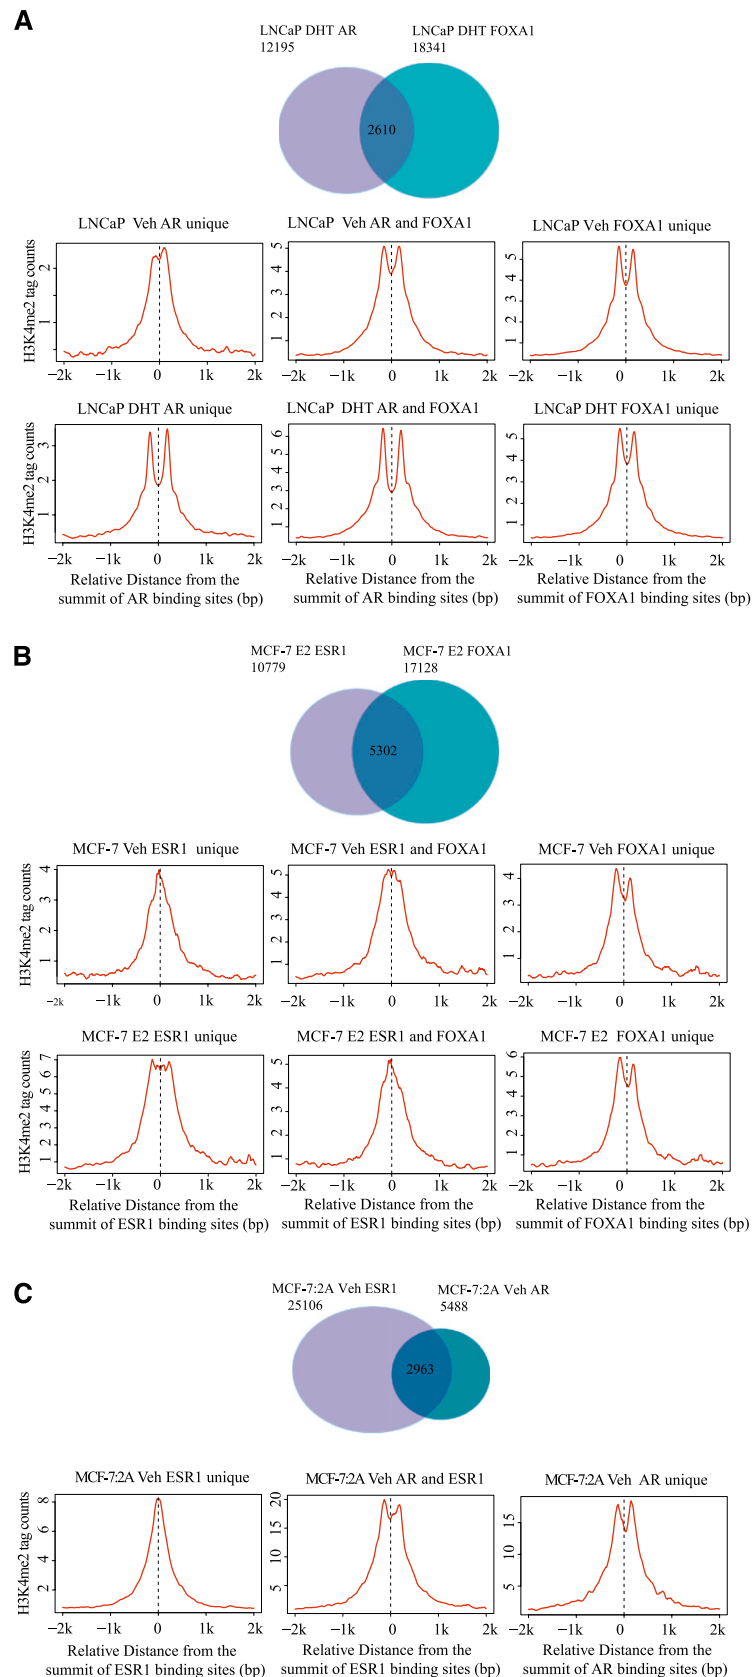 A
LNCaP DHT AR
12195
LNCaP DHT FOXA1
18341
2610
LNCaP Veh AR unique
LNCaP Veh AR and FOXA1
LNCaP Veh FOXA1 unique
H3K4me2 tag counts
1 2
1 2 3 4 5
1 2 3 4 5
−2k −1k 0 1k 2k
−2k −1k 0 1k 2k
−2k −1k 0 1k 2k
LNCaP DHT AR unique
LNCaP DHT AR and FOXA1
LNCaP DHT FOXA1 unique
H3K4me2 tag counts
1 2 3
1 2 3 4 5 6
1 2 3 4 5
−2k −1k 0 1k 2k
−2k −1k 0 1k 2k
−2k −1k 0 1k 2k
Relative Distance from the
summit of AR binding sites (bp)
Relative Distance from the
summit of AR binding sites (bp)
Relative Distance from the
summit of FOXA1 binding sites (bp)
B
MCF-7 E2 ESR1
10779
MCF-7 E2 FOXA1
17128
5302
MCF-7 Veh ESR1 unique
MCF-7 Veh ESR1 and FOXA1
MCF-7 Veh FOXA1 unique
H3K4me2 tag counts
1 2 3 4
1 2 3 4 5
1 2 3 4
−2k −1k 0 1k 2k
−2k −1k 0 1k 2k
−2k −1k 0 1k 2k
MCF-7 E2 ESR1 unique
MCF-7 E2 ESR1 and FOXA1
MCF-7 E2 FOXA1 unique
H3K4me2 tag counts
1 2 3 4 5 6 7
1 2 3 4 5
1 2 3 4 5 6
−2k −1k 0 1k 2k
−2k −1k 0 1k 2k
−2k −1k 0 1k 2k
Relative Distance from the
summit of ESR1 binding sites (bp)
Relative Distance from the
summit of ESR1 binding sites (bp)
Relative Distance from the
summit of FOXA1 binding sites (bp)
C
MCF-7:2A Veh ESR1
25106
MCF-7:2A Veh AR
5488
2963
MCF-7:2A Veh ESR1 unique
MCF-7:2A Veh AR and ESR1
MCF-7:2A Veh AR unique
H3K4me2 tag counts
2 4 6 8
5 10 15 20
5 10 15
−2k −1k 0 1k 2k
−2k −1k 0 1k 2k
−2k −1k 0 1k 2k
Relative Distance from the
summit of ESR1 binding sites (bp)
Relative Distance from the
summit of ESR1 binding sites (bp)
Relative Distance from the
summit of AR binding sites (bp)